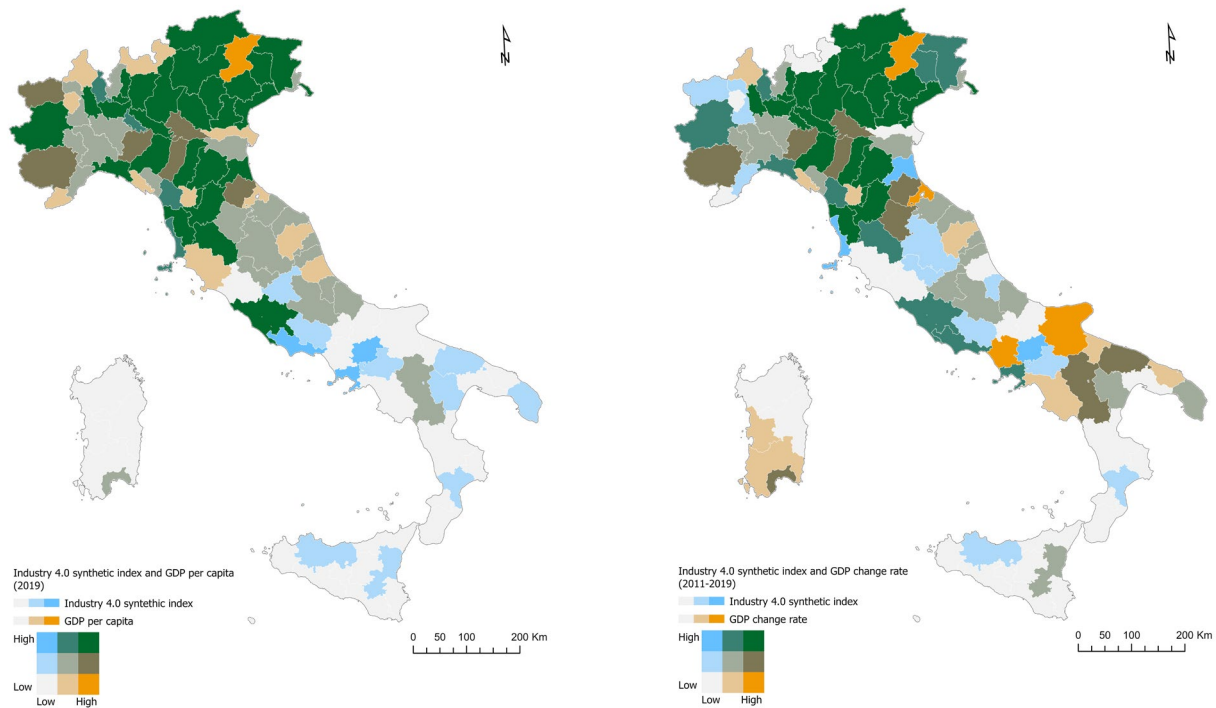 N
Industry 4.0 synthetic index and GDP per capita
(2019)
Industry 4.0 syntethic index
GDP per capita
High
Low
Low High
0 50 100 200 Km
N
Industry 4.0 synthetic index and GDP change rate
(2011-2019)
Industry 4.0 synthetic index
GDP change rate
High
Low
Low High
0 50 100 200 Km